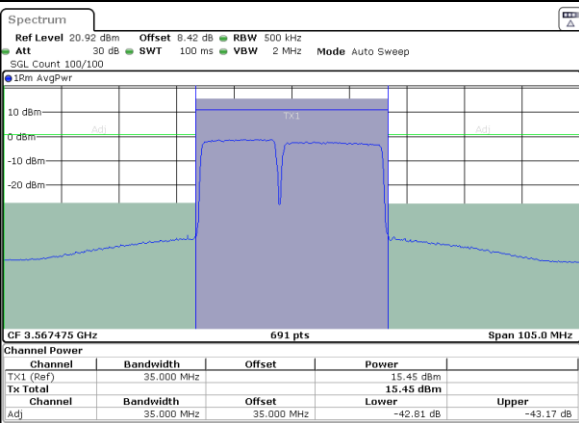 Spectrum
Ref Level 20.92 dBm Offset 8.42 dB RBW 500 kHz
Att 30 dB SWT 100 ms VBW 2 MHz Mode Auto Sweep
SGL Count 100/100
1Rm AvgPwr
10 dBm
TX1
Adj Adj
0 dBm
-10 dBm
-20 dBm
CF 3.567475 GHz 691 pts Span 105.0 MHz
Channel Power
Channel Bandwidth Offset Power
TX1 (Ref) 35.000 MHz 15.45 dBm
Tx Total 15.45 dBm
Channel Bandwidth Offset Lower Upper
Adj 35.000 MHz 35.000 MHz -42.81 dB -43.17 dB